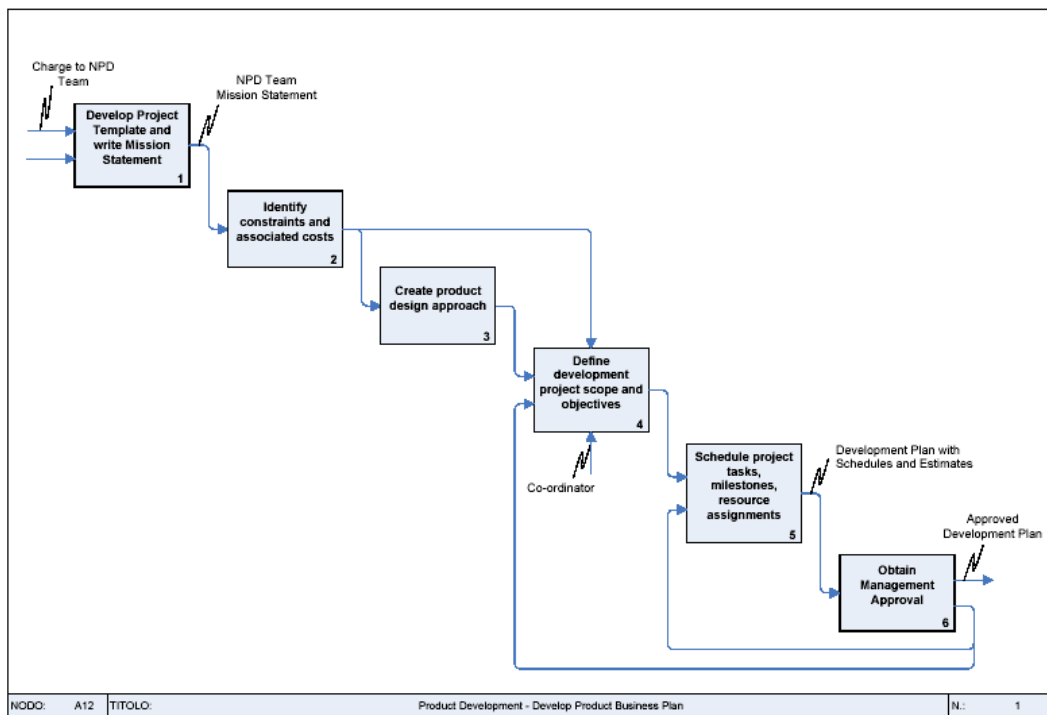 Charge to NPD
Team
NPD Team
Mission Statement
Develop Project
Template and
write Mission
Statement
1
Identify
constraints and
associated costs
2
Create product
design approach
3
Define
development
project scope and
objectives
4
Co-ordinator
Schedule project
tasks,
milestones,
resource
assignments
5
Development Plan with
Schedules and Estimates
Approved
Development Plan
Obtain
Management
Approval
6
NODO: A12 TITOLO: Product Development - Develop Product Business Plan N.: 1